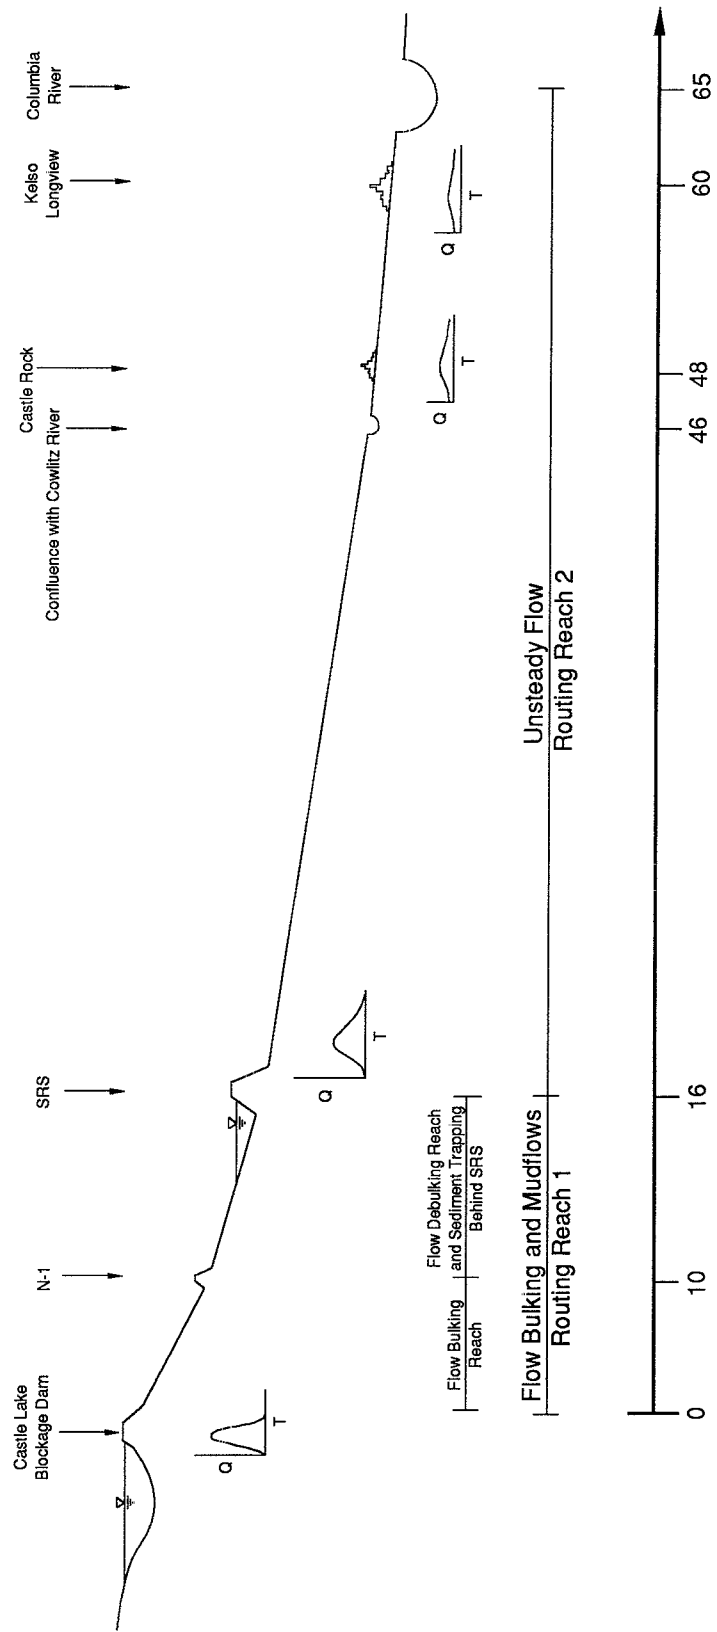 Castle Lake
Blockage Dam
N-1
SRS
Confluence with Cowlitz River
Castle Rock
Kelso
Longview
Columbia
River
Q
T
Q
T
Q
T
Q
T
Flow Bulking
Reach
Flow Debulking Reach
and Sediment Trapping
Behind SRS
Flow Bulking and Mudflows
Routing Reach 1
Unsteady Flow
Routing Reach 2
0
10
16
46
48
60
65